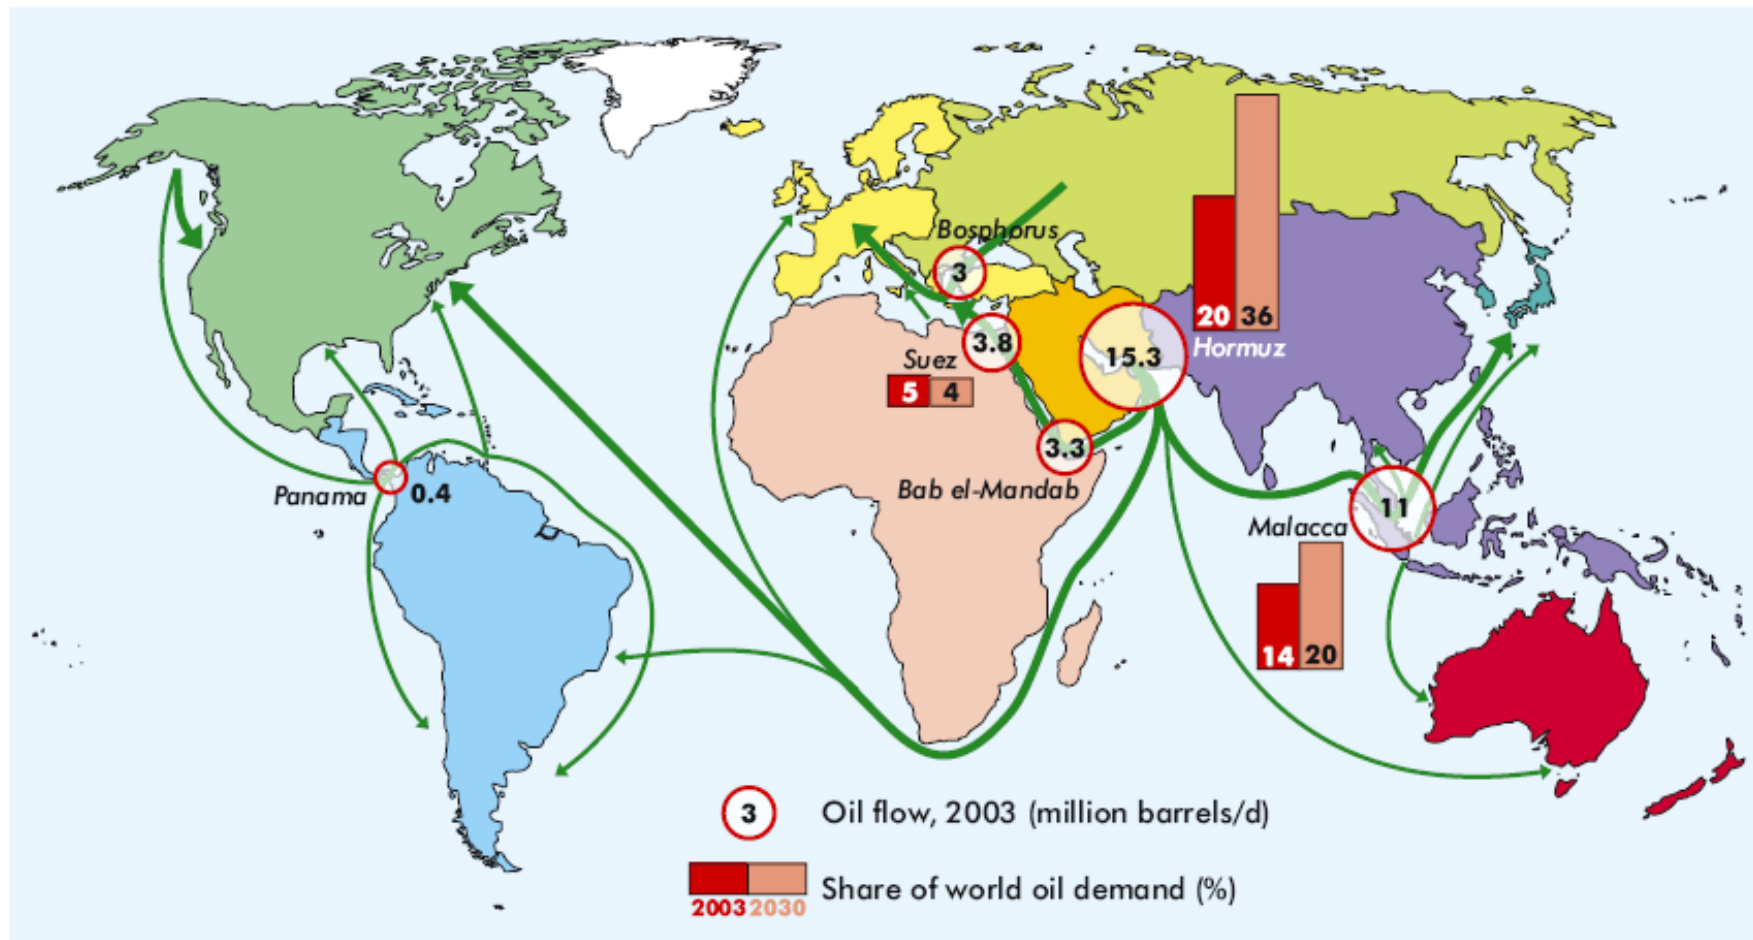 Bosphorus
3
20
36
Hormuz
3.8
15.3
Suez
5
4
3.3
Bab el-Mandab
Panama
0.4
11
Malacca
14
20
3
Oil flow, 2003 (million barrels/d)
Share of world oil demand (%)
2003 2030